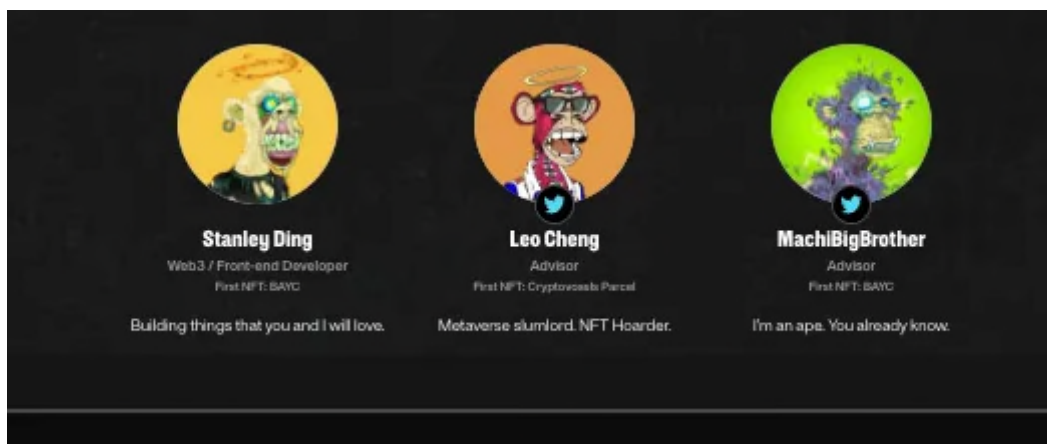 Stanley Ding
Web3 / Front-end Developer
First NFT: BAYC
Building things that you and I will love.
Leo Cheng
Advisor
First NFT: Cryptovoxels Parcel
Metaverse slumlord. NFT Hoarder.
MachiBigBrother
Advisor
First NFT: BAYC
I'm an ape. You already know.